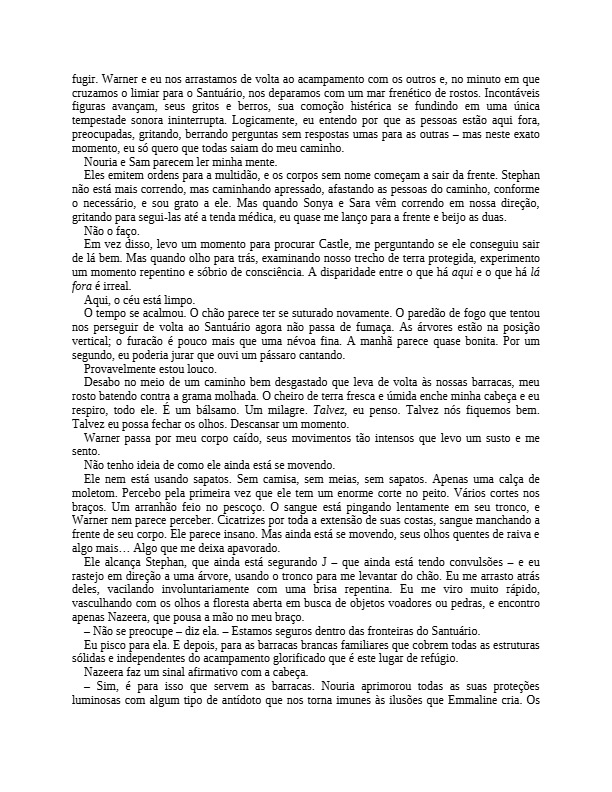 fugir. Warner e eu nos arrastamos de volta ao acampamento com os outros e, no minuto em que
cruzamos o limiar para o Santuário, nos deparamos com um mar frenético de rostos. Incontáveis
figuras avançam, seus gritos e berros, sua comoção histérica se fundindo em uma única
tempestade sonora ininterrupta. Logicamente, eu entendo por que as pessoas estão aqui fora,
preocupadas, gritando, berrando perguntas sem respostas umas para as outras – mas neste exato
momento, eu só quero que todas saiam do meu caminho.
Nouria e Sam parecem ler minha mente.
Eles emitem ordens para a multidão, e os corpos sem nome começam a sair da frente. Stephan
não está mais correndo, mas caminhando apressado, afastando as pessoas do caminho, conforme
o necessário, e sou grato a ele. Mas quando Sonya e Sara vêm correndo em nossa direção,
gritando para segui-las até a tenda médica, eu quase me lanço para a frente e beijo as duas.
Não o faço.
Em vez disso, levo um momento para procurar Castle, me perguntando se ele conseguiu sair
de lá bem. Mas quando olho para trás, examinando nosso trecho de terra protegida, experimento
um momento repentino e sóbrio de consciência. A disparidade entre o que há aqui e o que há lá
fora é irreal.
Aqui, o céu está limpo.
O tempo se acalmou. O chão parece ter se suturado novamente. O paredão de fogo que tentou
nos perseguir de volta ao Santuário agora não passa de fumaça. As árvores estão na posição
vertical; o furacão é pouco mais que uma névoa fina. A manhã parece quase bonita. Por um
segundo, eu poderia jurar que ouvi um pássaro cantando.
Provavelmente estou louco.
Desabo no meio de um caminho bem desgastado que leva de volta às nossas barracas, meu
rosto batendo contra a grama molhada. O cheiro de terra fresca e úmida enche minha cabeça e eu
respiro, todo ele. É um bálsamo. Um milagre. Talvez, eu penso. Talvez nós fiquemos bem.
Talvez eu possa fechar os olhos. Descansar um momento.
Warner passa por meu corpo caído, seus movimentos tão intensos que levo um susto e me
sento.
Não tenho ideia de como ele ainda está se movendo.
Ele nem está usando sapatos. Sem camisa, sem meias, sem sapatos. Apenas uma calça de
moletom. Percebo pela primeira vez que ele tem um enorme corte no peito. Vários cortes nos
braços. Um arranhão feio no pescoço. O sangue está pingando lentamente em seu tronco, e
Warner nem parece perceber. Cicatrizes por toda a extensão de suas costas, sangue manchando a
frente de seu corpo. Ele parece insano. Mas ainda está se movendo, seus olhos quentes de raiva e
algo mais… Algo que me deixa apavorado.
Ele alcança Stephan, que ainda está segurando J – que ainda está tendo convulsões – e eu
rastejo em direção a uma árvore, usando o tronco para me levantar do chão. Eu me arrasto atrás
deles, vacilando involuntariamente com uma brisa repentina. Eu me viro muito rápido,
vasculhando com os olhos a floresta aberta em busca de objetos voadores ou pedras, e encontro
apenas Nazeera, que pousa a mão no meu braço.
– Não se preocupe – diz ela. – Estamos seguros dentro das fronteiras do Santuário.
Eu pisco para ela. E depois, para as barracas brancas familiares que cobrem todas as estruturas
sólidas e independentes do acampamento glorificado que é este lugar de refúgio.
Nazeera faz um sinal afirmativo com a cabeça.
– Sim, é para isso que servem as barracas. Nouria aprimorou todas as suas proteções
luminosas com algum tipo de antídoto que nos torna imunes às ilusões que Emmaline cria. Os